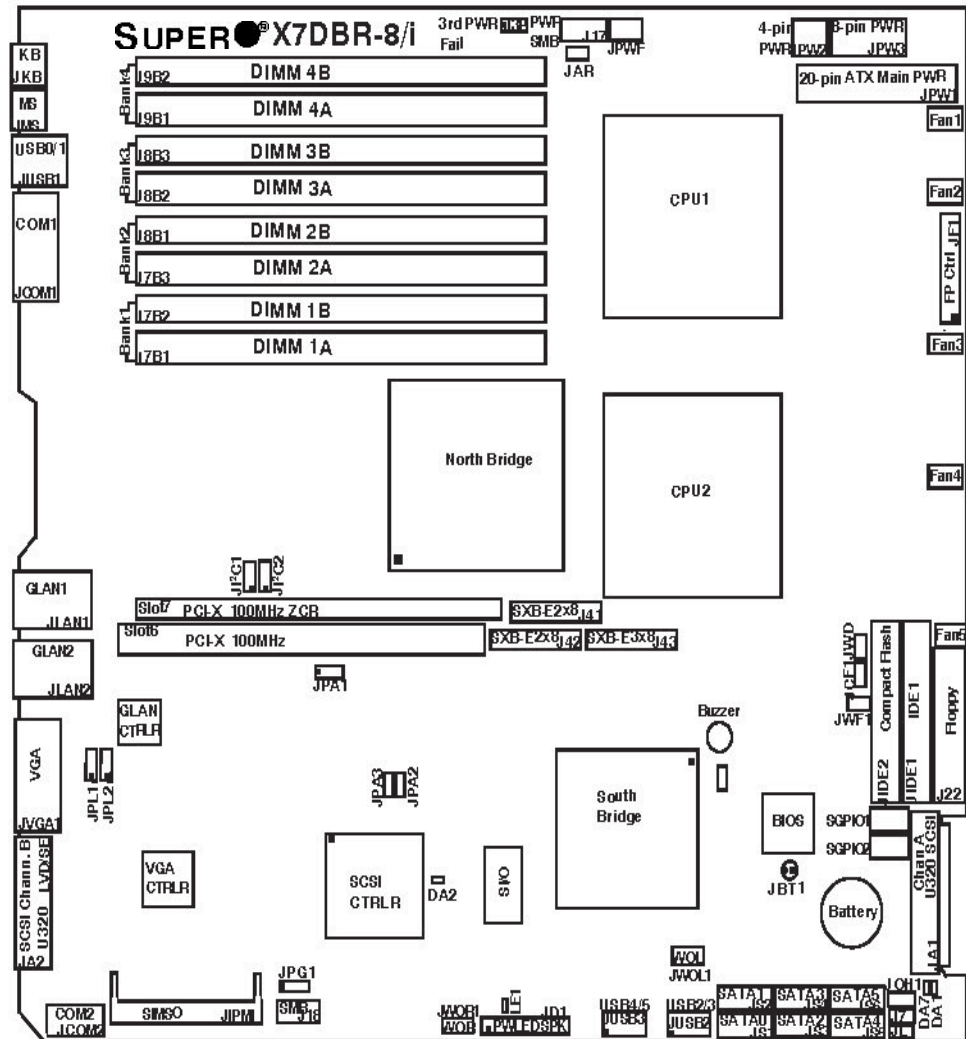 SUPER® X7DBR-8/i
3rd PWR Fail
J3P
PWR SMB
J17
JPWF
JAR
4-pin PWR
JPW2
8-pin PWR
JPW3
20-pin ATX Main PWR
JPW1
KB
JKB
MS
JMS
USB0/1
JUSB1
COM1
JCOM1
Bank4
J9B2 DIMM 4B
J9B1 DIMM 4A
Bank3
J8B3 DIMM 3B
J8B2 DIMM 3A
Bank2
J8B1 DIMM 2B
J7B3 DIMM 2A
Bank1
J7B2 DIMM 1B
J7B1 DIMM 1A
CPU1
Fan1
Fan2
FP Ctrl JF1
Fan3
North Bridge
CPU2
Fan4
GLAN1
JLAN1
GLAN2
JLAN2
JI²C1
JI²C2
Slot7 PCI-X 100MHz ZCR
Slot6 PCI-X 100MHz
SXB-E2x8 J41
SXB-E2x8 J42
SXB-E3x8 J43
JPA1
GLAN CTRLR
VGA
JVGA1
JPL1
JPL2
JPA3
JPA2
Buzzer
JWD
JWF1
JIDE2 Compact Flash
JIDE1 IDE1
Fan5
Floppy
J22
South Bridge
BIOS
SGPIO1
SGPIO2
JBT1
Battery
Chan A U320 SCSI
JA1
SCSI Chann. B
U320 LVD/SE
JA2
VGA CTRLR
SCSI CTRLR
DA2
SIO
WOL
JWOL1
JPG1
SMB
J18
COM2
JCOM2
SIMSO JIPMI
JWOR1
WOR
LE1
JD1
PWLEDSPK
USB4/5
JUSB3
USB2/3
JUSB2
SATA1
SATA3
SATA5
SATA0
SATA2
SATA4
JOH1
J7
DA7
DA1